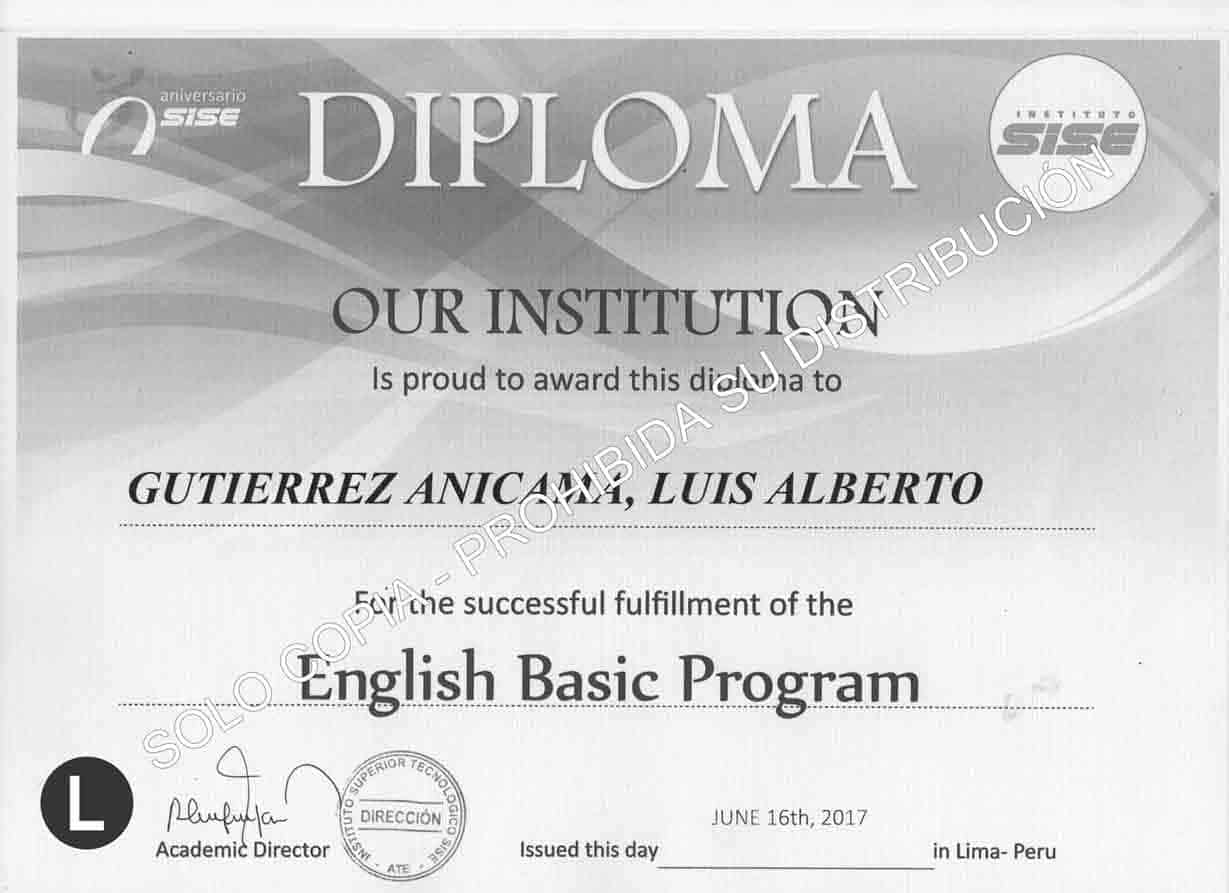 aniversario
SISE
DIPLOMA
INSTITUTO
SISE
OUR INSTITUTION
Is proud to award this diploma to
GUTIERREZ ANICAMA, LUIS ALBERTO
For the successful fulfillment of the
English Basic Program
SOLO COPIA - PROHIBIDA SU DISTRIBUCIÓN
L
Academic Director
INSTITUTO SUPERIOR TECNOLOGICO SISE
DIRECCIÓN
- ATE -
JUNE 16th, 2017
Issued this day
in Lima- Peru